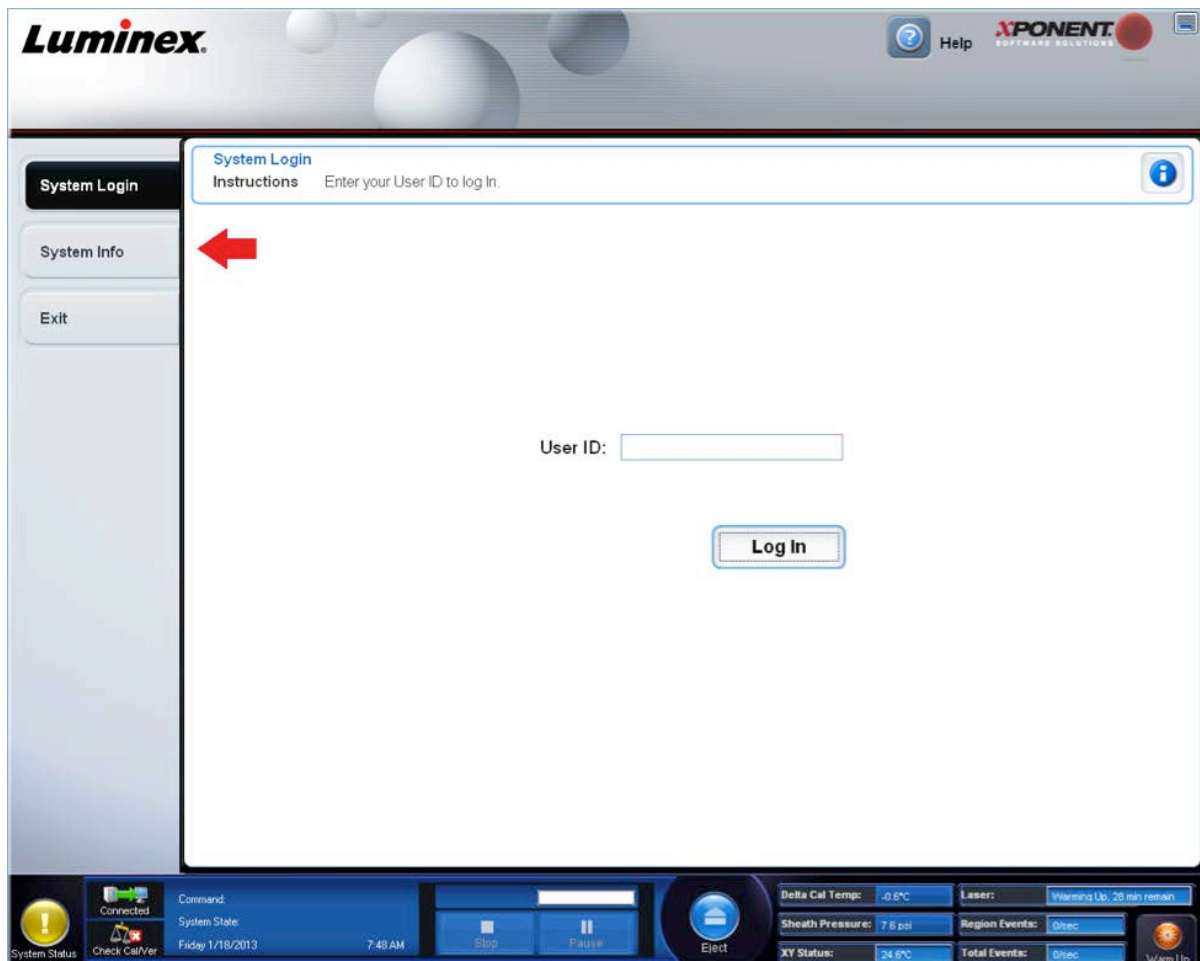 Luminex.
Help
XPONENT.
SOFTWARE SOLUTIONS
System Login
System Info
Exit
System Login
Instructions Enter your User ID to log In.
User ID:
Log In
System Status
Connected
Check Cal/Ver
Command:
System State:
Friday 1/18/2013 7:48 AM
Stop
Pause
Eject
Delta Cal Temp: -0.6°C
Sheath Pressure: 7.6 psi
XY Status: 24.6°C
Laser: Warming Up, 28 min remain
Region Events: 0/sec
Total Events: 0/sec
Warm Up